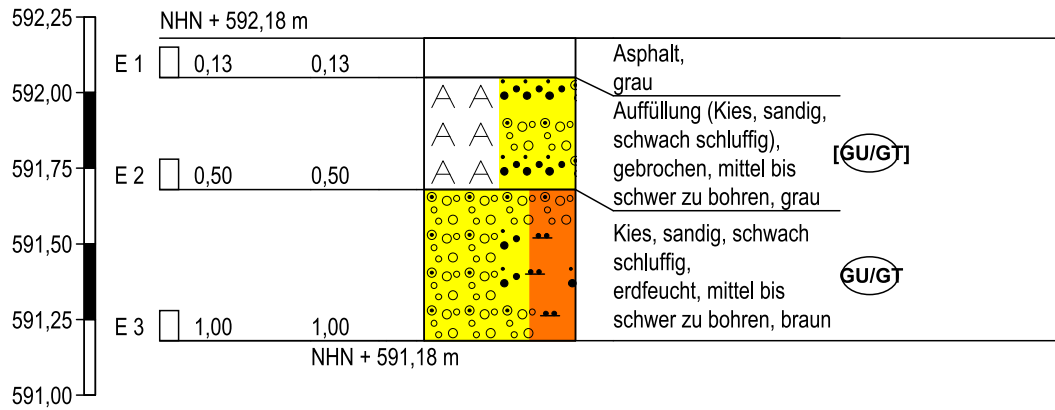 592,25
592,00
591,75
591,50
591,25
591,00
NHN + 592,18 m
E 1 0,13 0,13
Asphalt,
grau
E 2 0,50 0,50
Auffüllung (Kies, sandig,
schwach schluffig),
gebrochen, mittel bis
schwer zu bohren, grau
[GU/GT]
E 3 1,00 1,00
Kies, sandig, schwach
schluffig,
erdfeucht, mittel bis
schwer zu bohren, braun
GU/GT
NHN + 591,18 m
A A
A A
A A